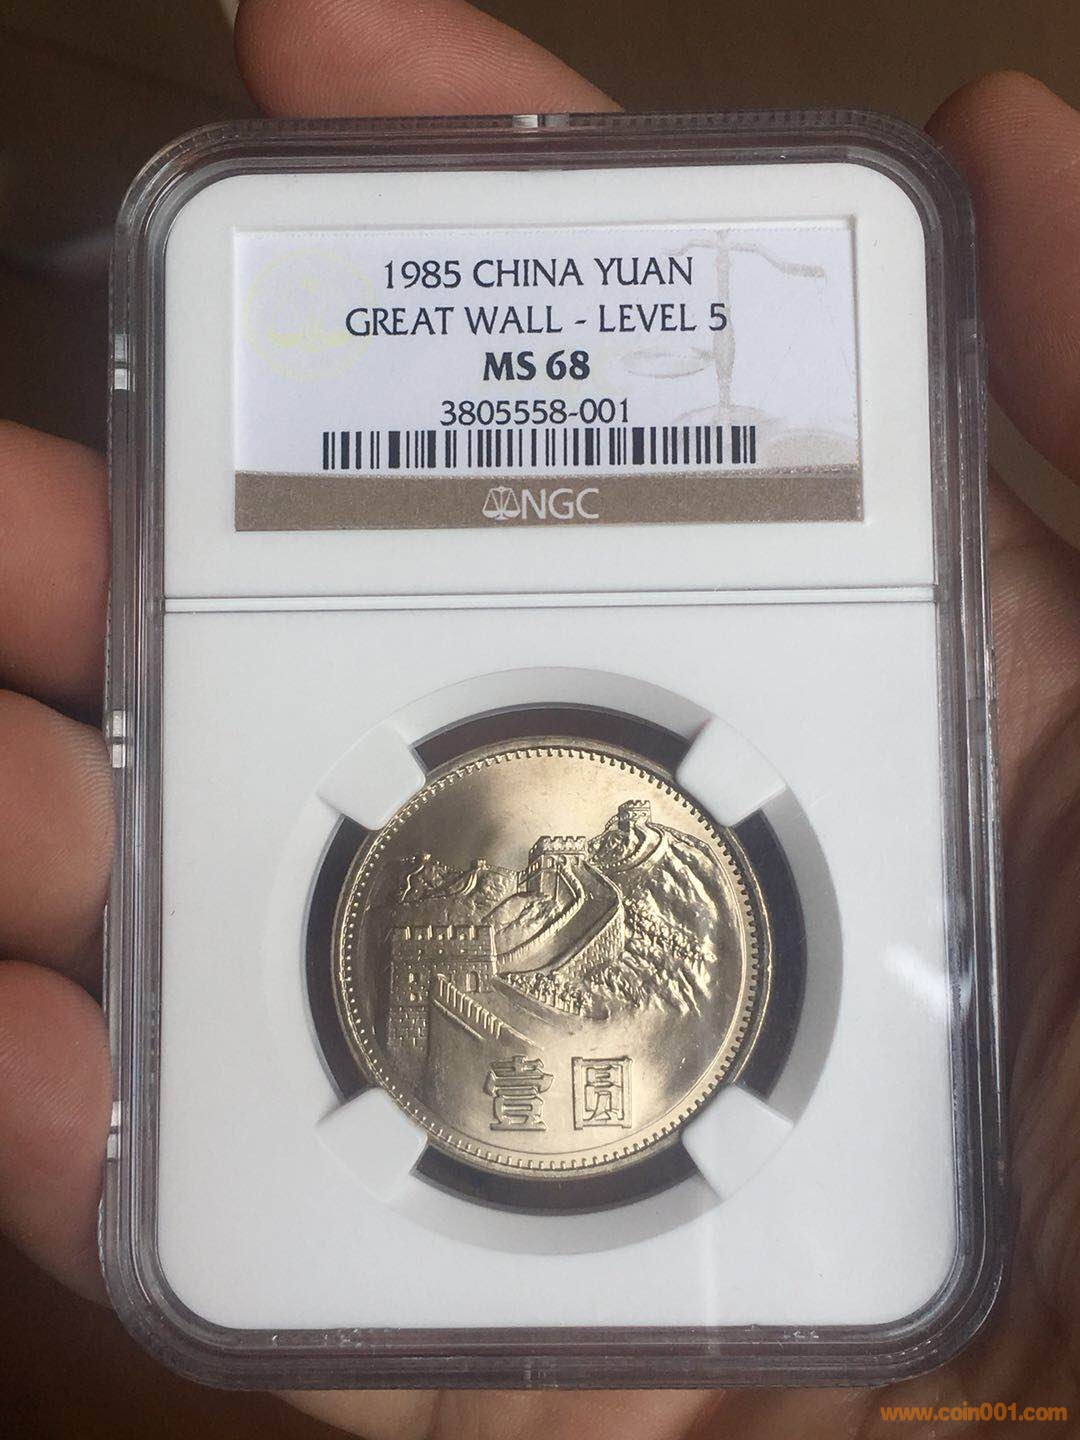 1985 CHINA YUAN
GREAT WALL - LEVEL 5
MS 68
3805558-001
NGC
壹圆
www.coin001.com